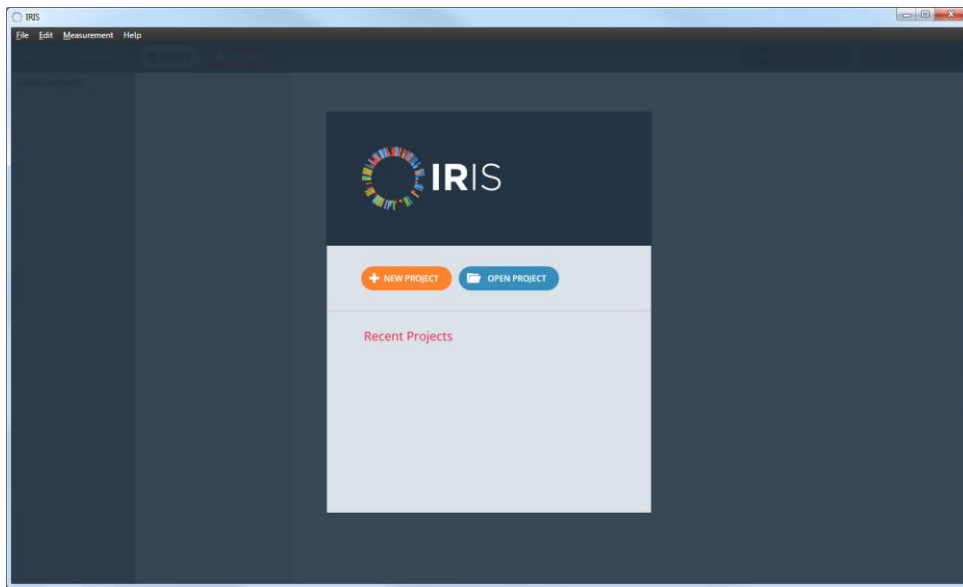 IRIS
File Edit Measurement Help
IRIS
NEW PROJECT OPEN PROJECT
Recent Projects